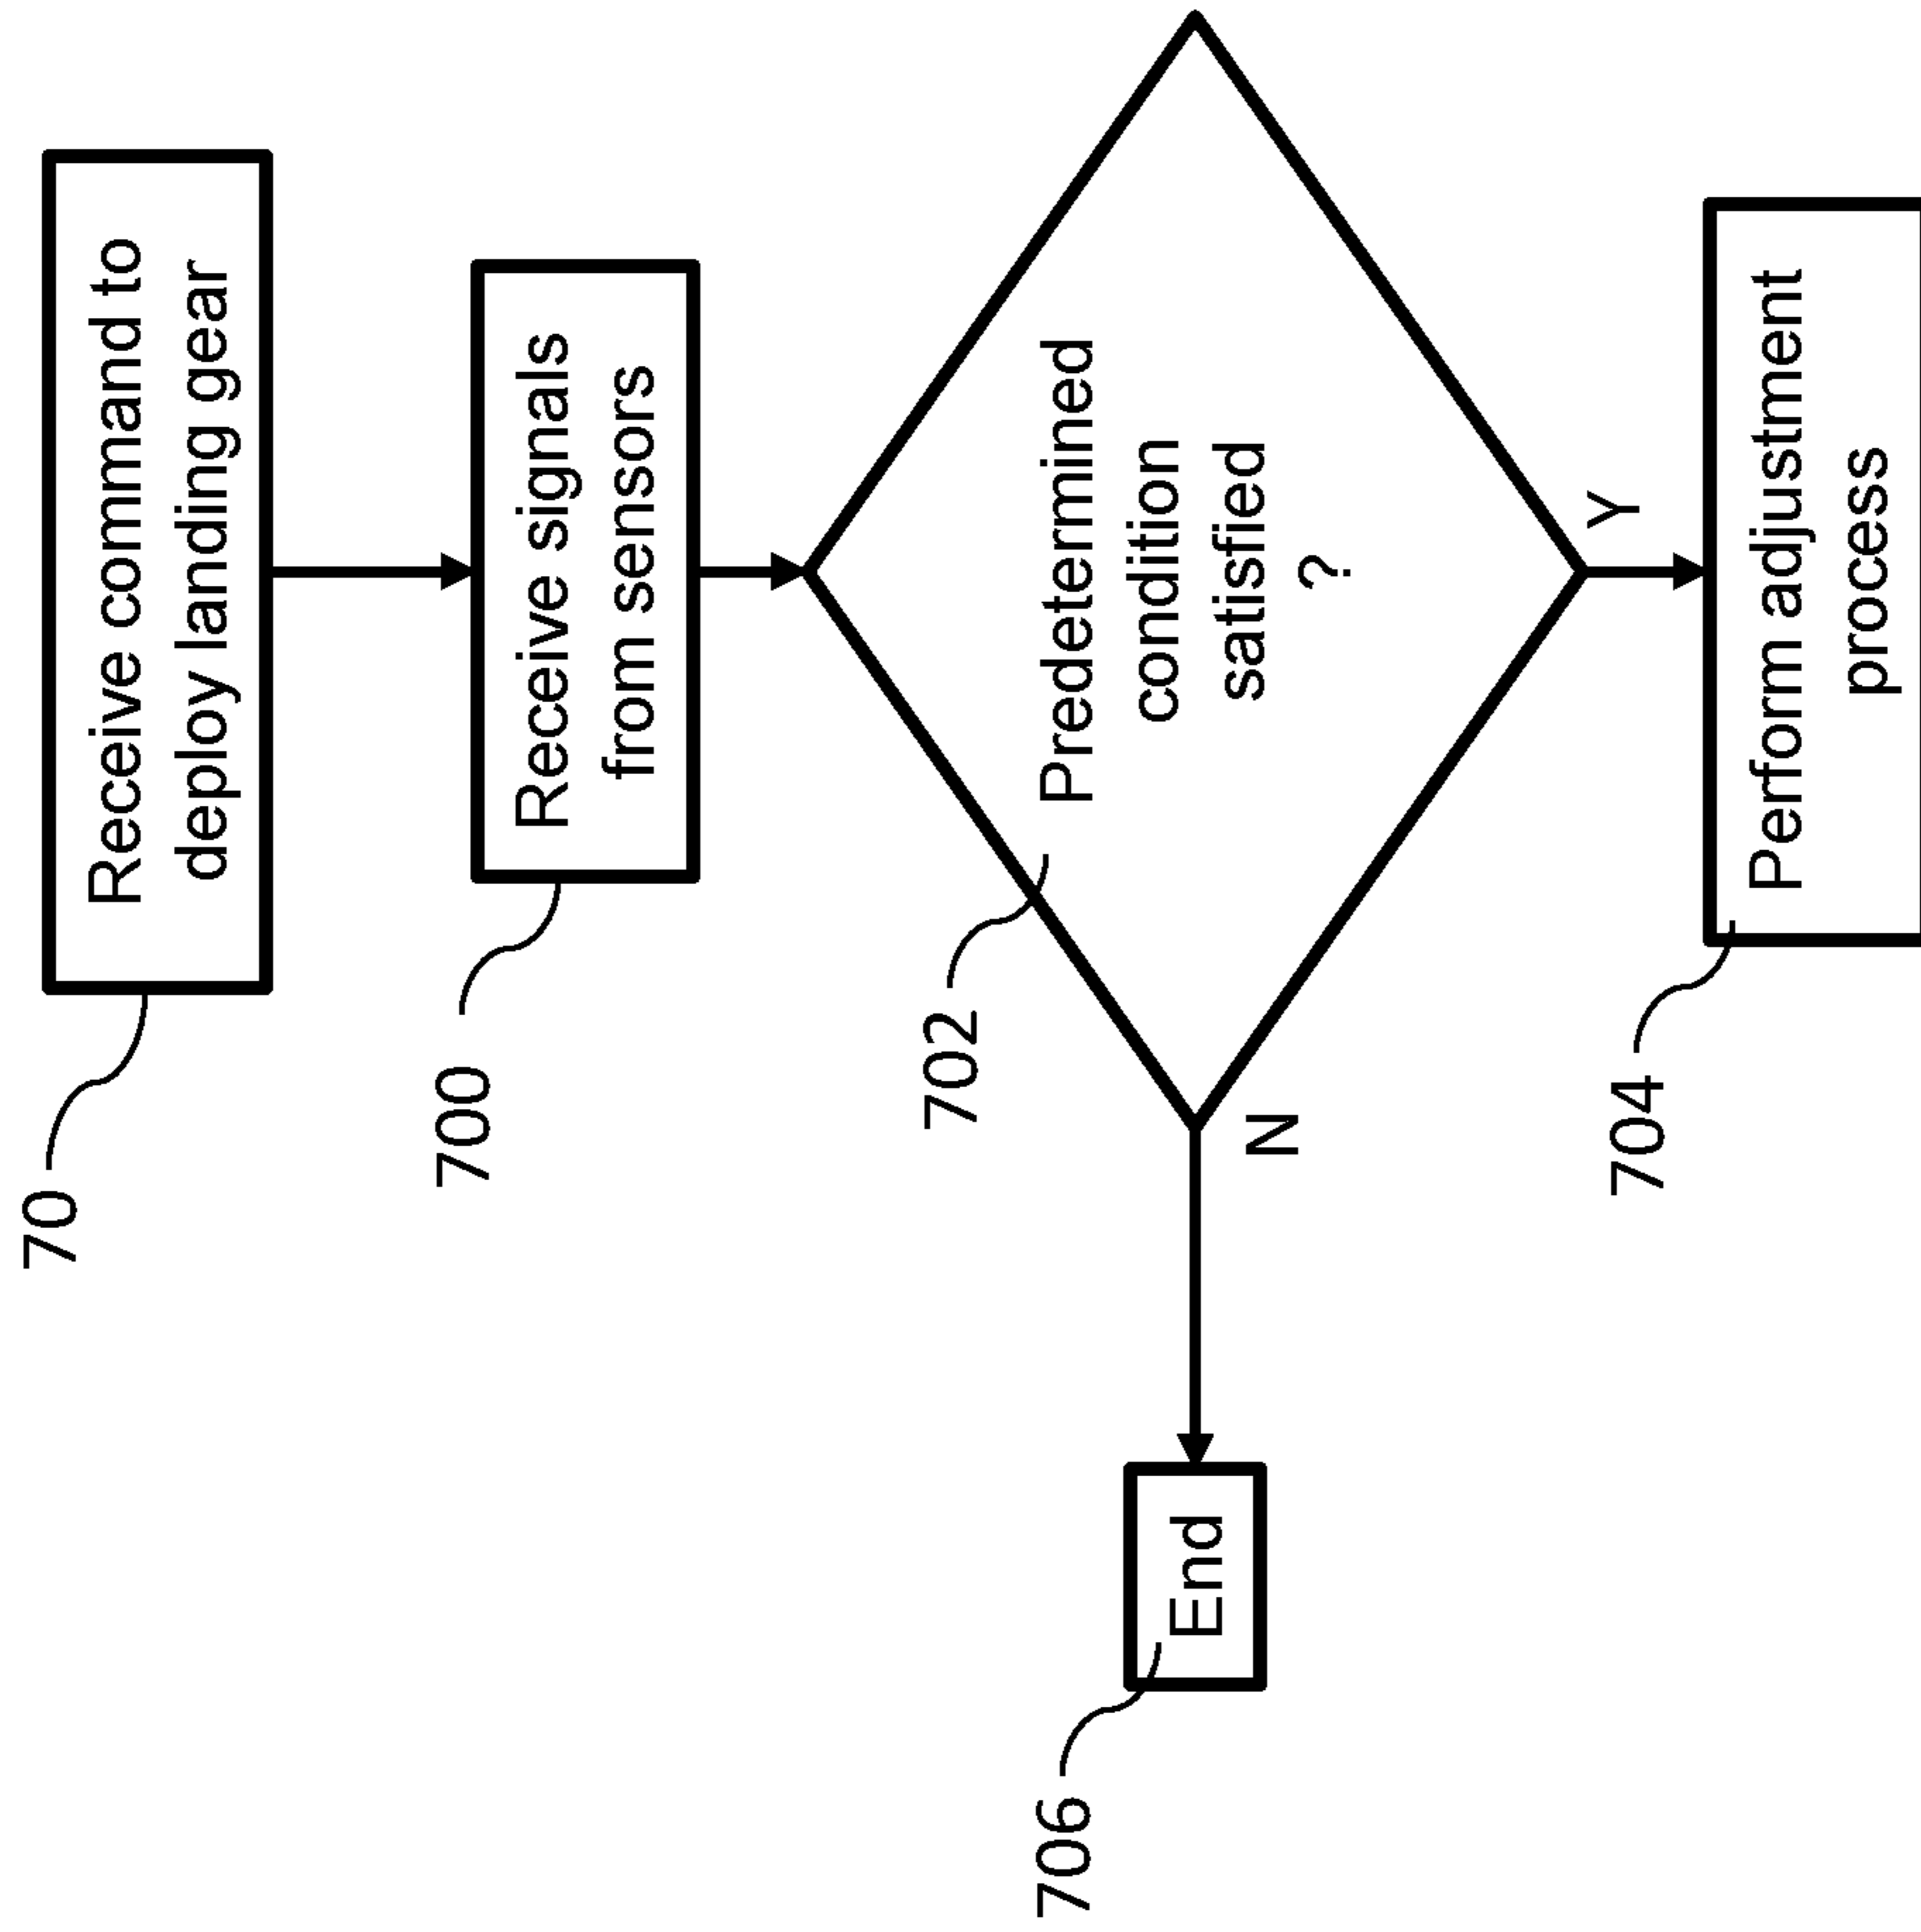 70
Receive command to
deploy landing gear
700
Receive signals
from sensors
702
Predetermined
condition
satisfied
?
N
Y
706
End
704
Perform adjustment
process